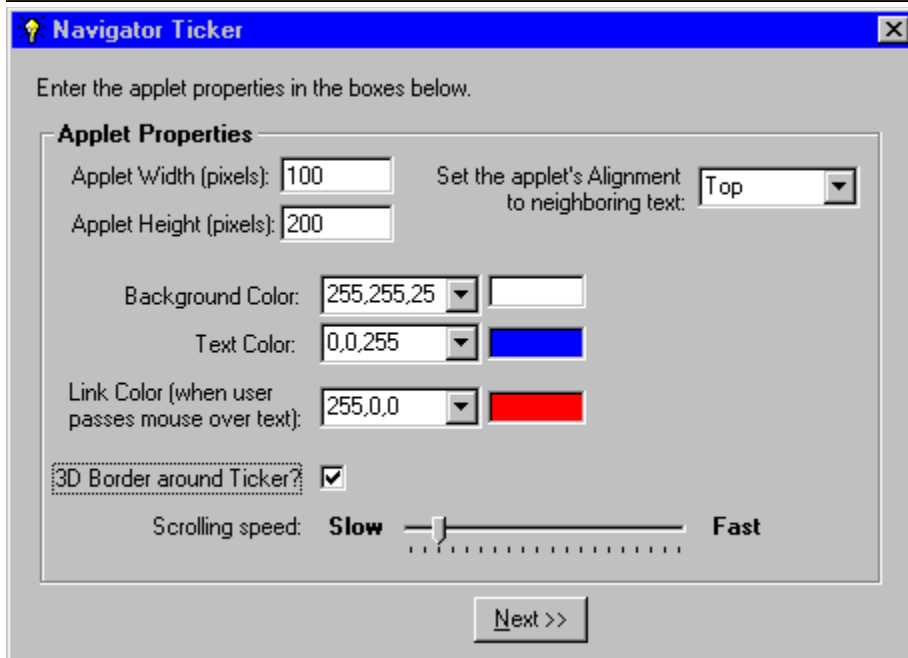 Navigator Ticker
Enter the applet properties in the boxes below.
Applet Properties
Applet Width (pixels): 100
Set the applet's Alignment
to neighboring text: Top
Applet Height (pixels): 200
Background Color: 255,255,25
Text Color: 0,0,255
Link Color (when user
passes mouse over text): 255,0,0
3D Border around Ticker?
Scrolling speed: Slow Fast
Next >>